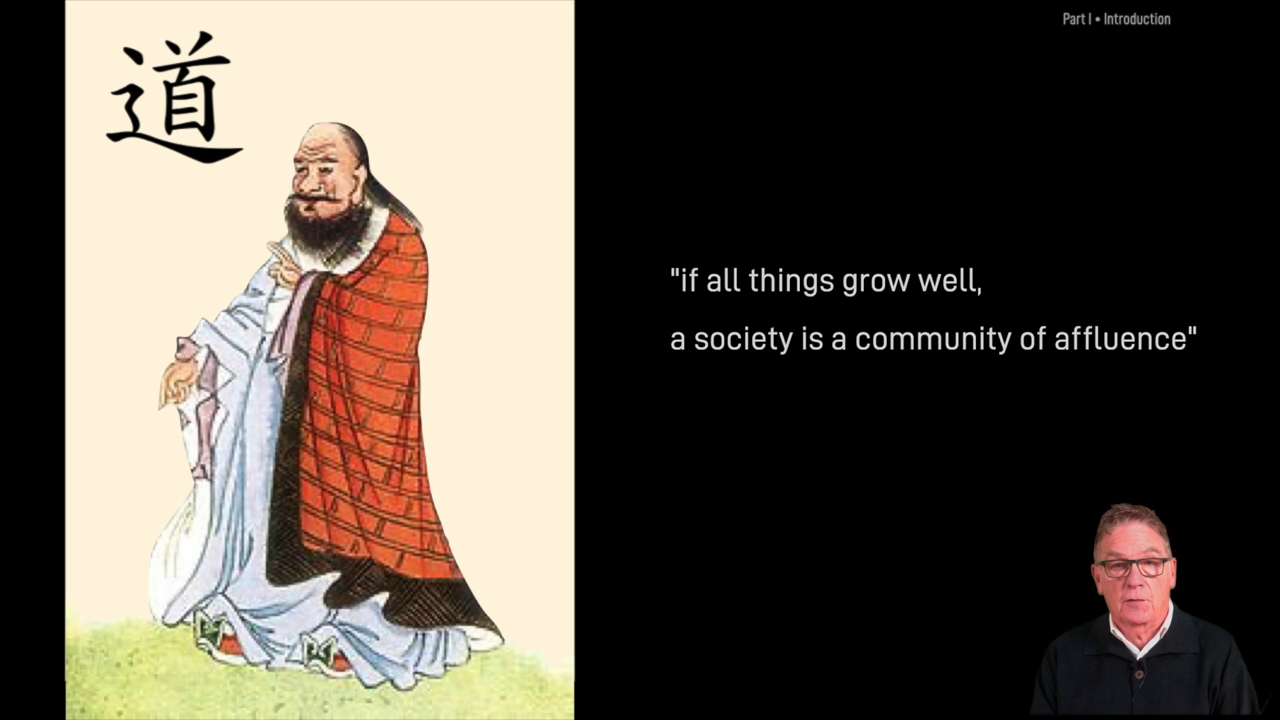 道
Part I • Introduction
"if all things grow well,
a society is a community of affluence"